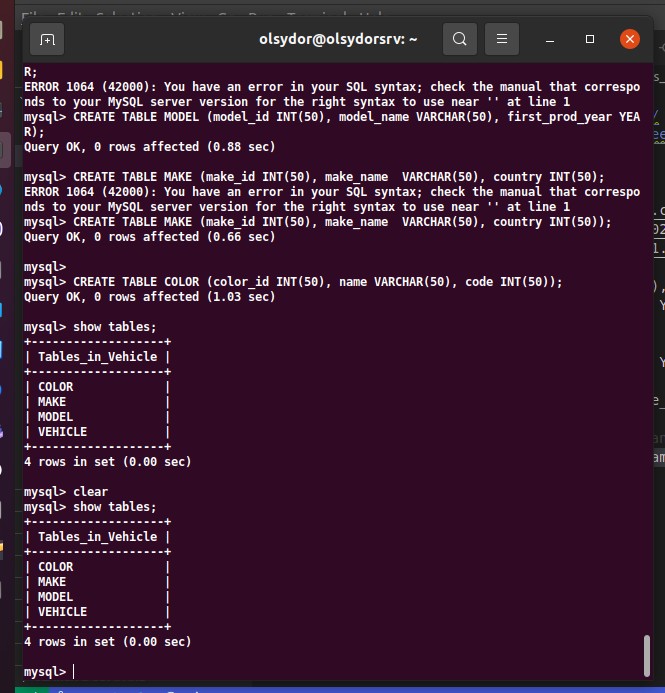 olsydor@olsydorsrv: ~
R;
ERROR 1064 (42000): You have an error in your SQL syntax; check the manual that correspo
nds to your MySQL server version for the right syntax to use near '' at line 1
mysql> CREATE TABLE MODEL (model_id INT(50), model_name VARCHAR(50), first_prod_year YEA
R);
Query OK, 0 rows affected (0.88 sec)
mysql> CREATE TABLE MAKE (make_id INT(50), make_name  VARCHAR(50), country INT(50);
ERROR 1064 (42000): You have an error in your SQL syntax; check the manual that correspo
nds to your MySQL server version for the right syntax to use near '' at line 1
mysql> CREATE TABLE MAKE (make_id INT(50), make_name  VARCHAR(50), country INT(50));
Query OK, 0 rows affected (0.66 sec)
mysql>
mysql> CREATE TABLE COLOR (color_id INT(50), name VARCHAR(50), code INT(50));
Query OK, 0 rows affected (1.03 sec)
mysql> show tables;
+-------------------+
| Tables_in_Vehicle |
+-------------------+
| COLOR             |
| MAKE              |
| MODEL             |
| VEHICLE           |
+-------------------+
4 rows in set (0.00 sec)
mysql> clear
mysql> show tables;
+-------------------+
| Tables_in_Vehicle |
+-------------------+
| COLOR             |
| MAKE              |
| MODEL             |
| VEHICLE           |
+-------------------+
4 rows in set (0.00 sec)
mysql>